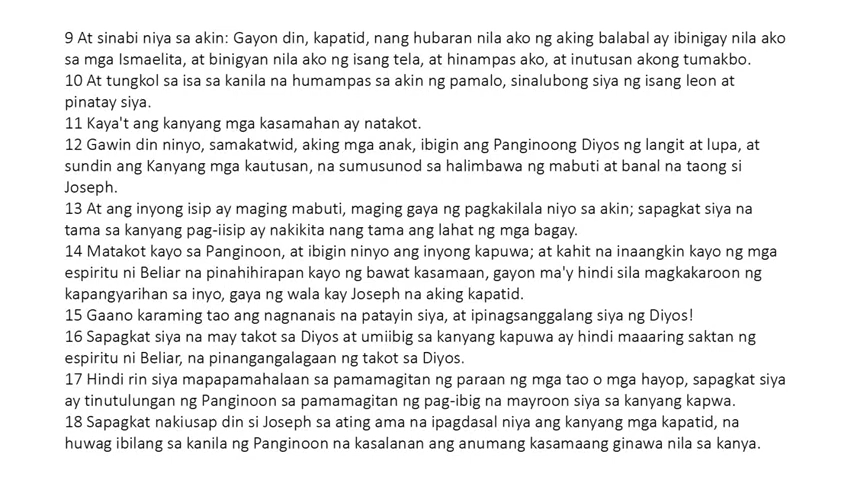 9 At sinabi niya sa akin: Gayon din, kapatid, nang hubaran nila ako ng aking balabal ay ibinigay nila ako
sa mga Ismaelita, at binigyan nila ako ng isang tela, at hinampas ako, at inutusan akong tumakbo.
10 At tungkol sa isa sa kanila na humampas sa akin ng pamalo, sinalubong siya ng isang leon at
pinatay siya.
11 Kaya't ang kanyang mga kasamahan ay natakot.
12 Gawin din ninyo, samakatwid, aking mga anak, ibigin ang Panginoong Diyos ng langit at lupa, at
sundin ang Kanyang mga kautusan, na sumusunod sa halimbawa ng mabuti at banal na taong si
Joseph.
13 At ang inyong isip ay maging mabuti, maging gaya ng pagkakilala niyo sa akin; sapagkat siya na
tama sa kanyang pag-iisip ay nakikita nang tama ang lahat ng mga bagay.
14 Matakot kayo sa Panginoon, at ibigin ninyo ang inyong kapuwa; at kahit na inaangkin kayo ng mga
espiritu ni Beliar na pinahihirapan kayo ng bawat kasamaan, gayon ma'y hindi sila magkakaroon ng
kapangyarihan sa inyo, gaya ng wala kay Joseph na aking kapatid.
15 Gaano karaming tao ang nagnanais na patayin siya, at ipinagsanggalang siya ng Diyos!
16 Sapagkat siya na may takot sa Diyos at umiibig sa kanyang kapuwa ay hindi maaaring saktan ng
espiritu ni Beliar, na pinangangalagaan ng takot sa Diyos.
17 Hindi rin siya mapapamahalaan sa pamamagitan ng paraan ng mga tao o mga hayop, sapagkat siya
ay tinutulungan ng Panginoon sa pamamagitan ng pag-ibig na mayroon siya sa kanyang kapwa.
18 Sapagkat nakiusap din si Joseph sa ating ama na ipagdasal niya ang kanyang mga kapatid, na
huwag ibilang sa kanila ng Panginoon na kasalanan ang anumang kasamaang ginawa nila sa kanya.